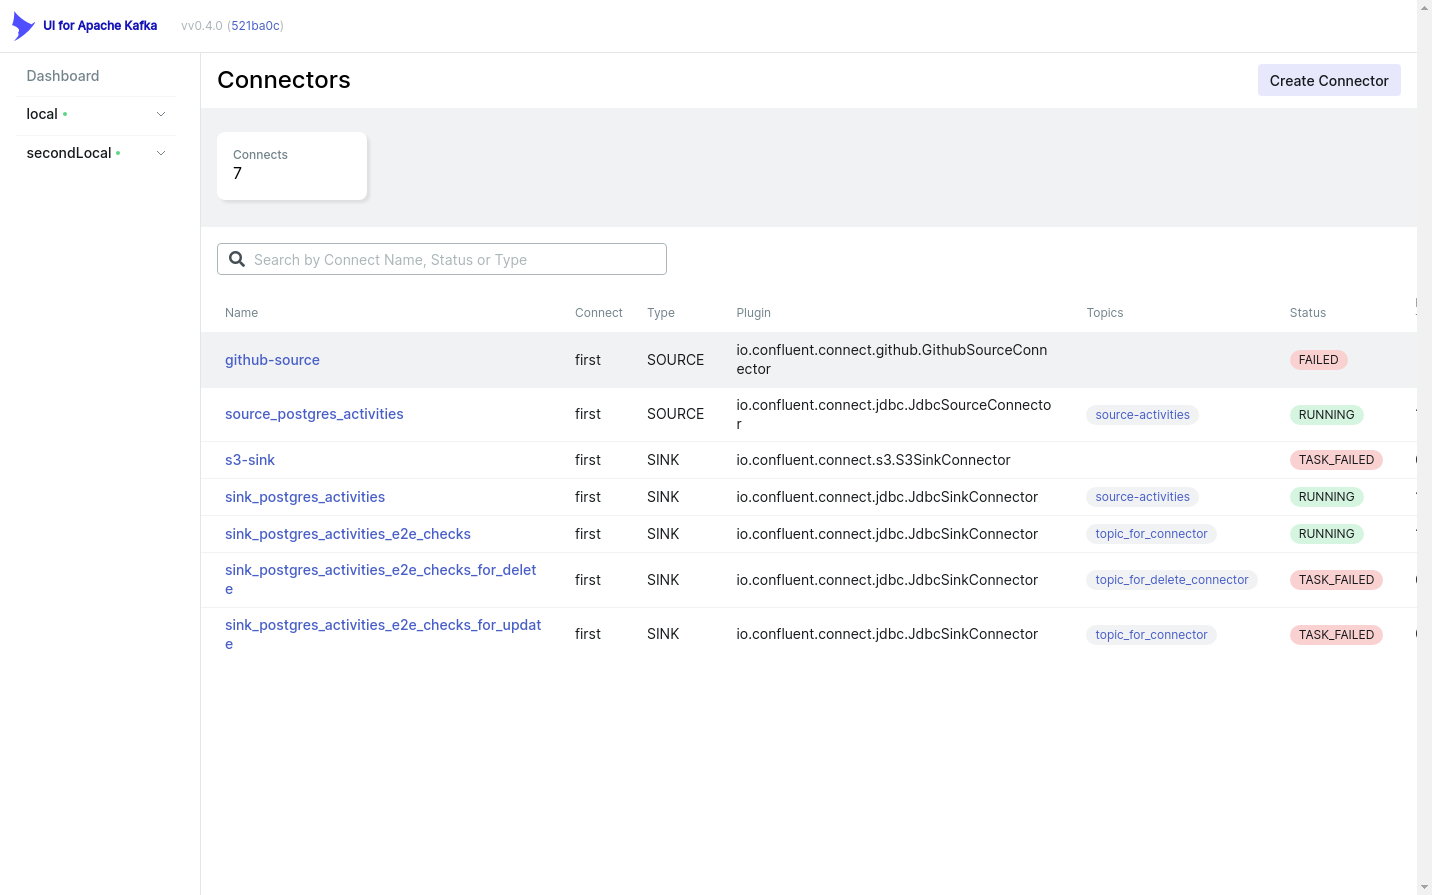 UI for Apache Kafka vv0.4.0 (521ba0c)
Dashboard
local
secondLocal
Connectors
Create Connector
Connects
7
Search by Connect Name, Status or Type
Name Connect Type Plugin Topics Status
github-source first SOURCE io.confluent.connect.github.GithubSourceConn
ector FAILED
source_postgres_activities first SOURCE io.confluent.connect.jdbc.JdbcSourceConnecto
r source-activities RUNNING
s3-sink first SINK io.confluent.connect.s3.S3SinkConnector TASK_FAILED
sink_postgres_activities first SINK io.confluent.connect.jdbc.JdbcSinkConnector source-activities RUNNING
sink_postgres_activities_e2e_checks first SINK io.confluent.connect.jdbc.JdbcSinkConnector topic_for_connector RUNNING
sink_postgres_activities_e2e_checks_for_delet
e first SINK io.confluent.connect.jdbc.JdbcSinkConnector topic_for_delete_connector TASK_FAILED
sink_postgres_activities_e2e_checks_for_updat
e first SINK io.confluent.connect.jdbc.JdbcSinkConnector topic_for_connector TASK_FAILED